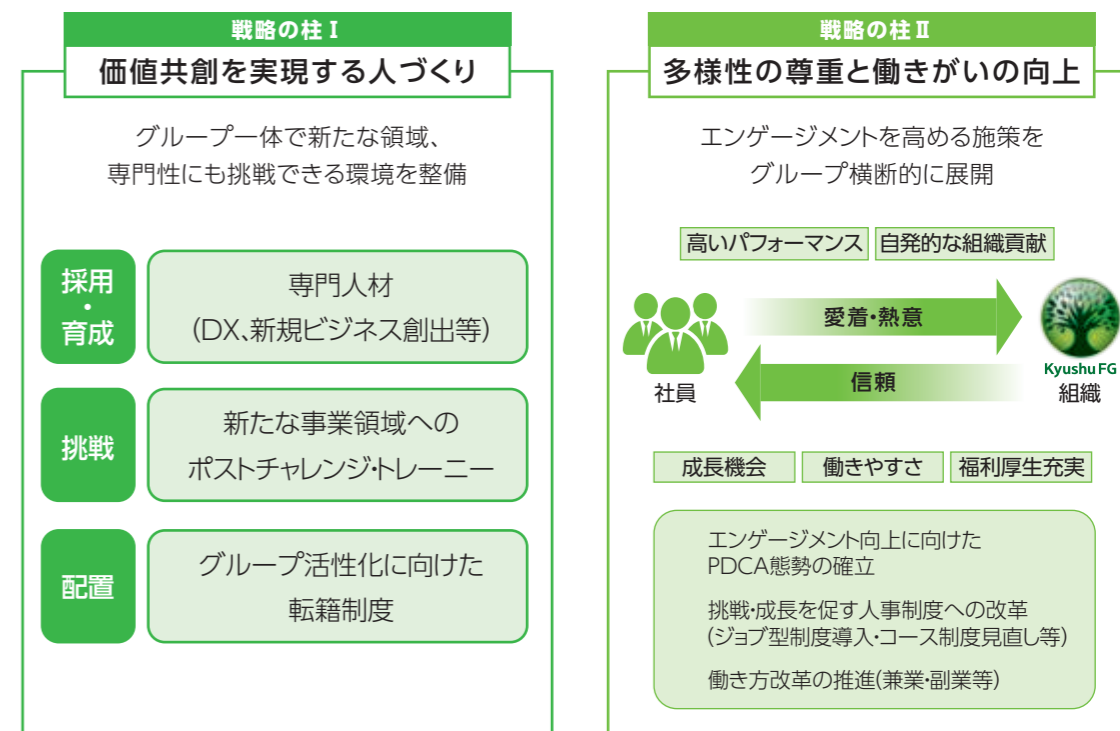 戦略の柱Ⅰ
価値共創を実現する人づくり
グループ一体で新たな領域、
専門性にも挑戦できる環境を整備
採用
・
育成
専門人材
(DX、新規ビジネス創出等)
挑戦
新たな事業領域への
ポストチャレンジ・トレーニー
配置
グループ活性化に向けた
転籍制度
戦略の柱Ⅱ
多様性の尊重と働きがいの向上
エンゲージメントを高める施策を
グループ横断的に展開
高いパフォーマンス 自発的な組織貢献
愛着・熱意
信頼
社員
Kyushu FG
組織
成長機会 働きやすさ 福利厚生充実
エンゲージメント向上に向けた
PDCA態勢の確立
挑戦・成長を促す人事制度への改革
(ジョブ型制度導入・コース制度見直し等)
働き方改革の推進(兼業・副業等)